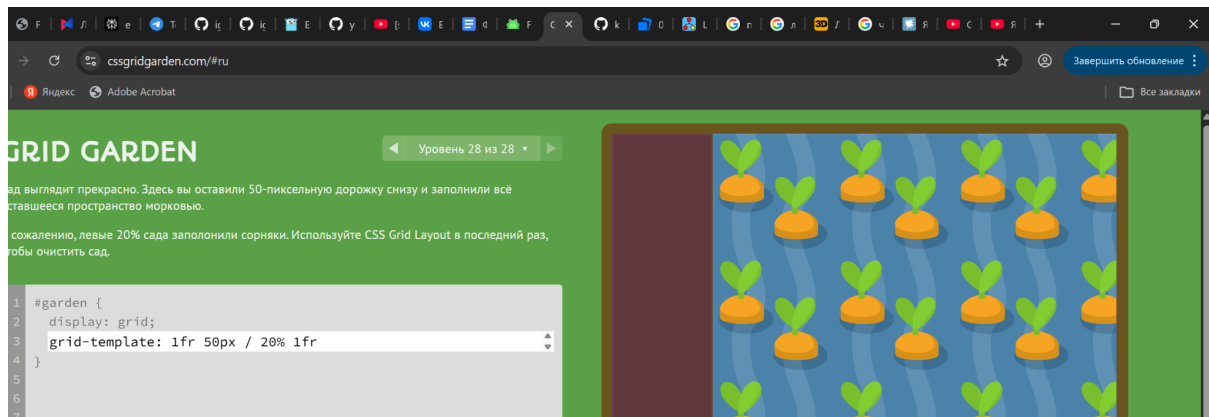 F
Л
е
Т
iç
iç
E
y
[
E
F
C
k
О
L
п
л
3D
ч
Я
С
Я
cssgridgarden.com/#ru
Завершить обновление
Я Яндекс
Adobe Acrobat
Все закладки
GRID GARDEN
Уровень 28 из 28
ад выглядит прекрасно. Здесь вы оставили 50-пиксельную дорожку снизу и заполнили всё
ставшееся пространство морковью.
сожалению, левые 20% сада заполонили сорняки. Используйте CSS Grid Layout в последний раз,
тобы очистить сад.
1 #garden {
2 display: grid;
3 grid-template: 1fr 50px / 20% 1fr
4 }
5
6